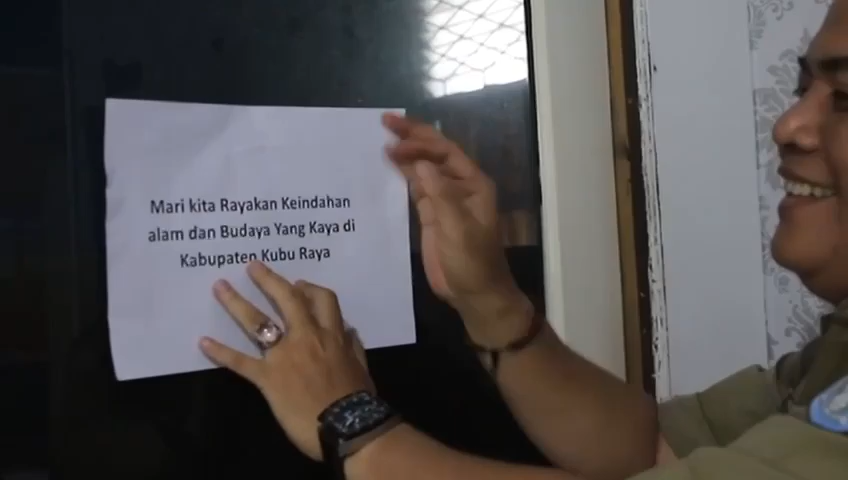 Mari kita Rayakan Keindahan
alam dan Budaya Yang Kaya di
Kabupaten Kubu Raya